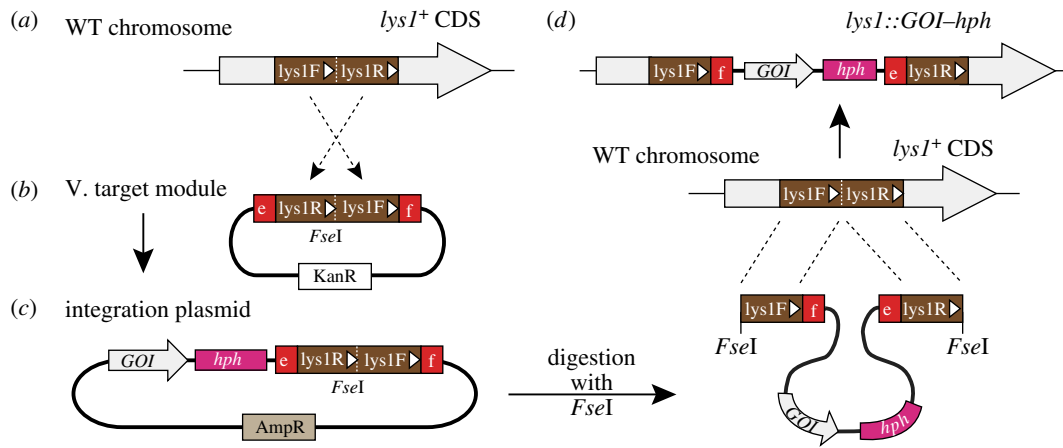 (a)
WT chromosome
lys1+ CDS
lys1F
lys1R
(b)
V. target module
e
lys1R
lys1F
f
FseI
KanR
(c)
integration plasmid
GOI
hph
e
lys1R
lys1F
f
FseI
AmpR
digestion
with
FseI
(d)
lys1::GOI–hph
lys1F
f
GOI
hph
e
lys1R
WT chromosome
lys1+ CDS
lys1F
lys1R
lys1F
f
e
lys1R
FseI
FseI
GOI
hph